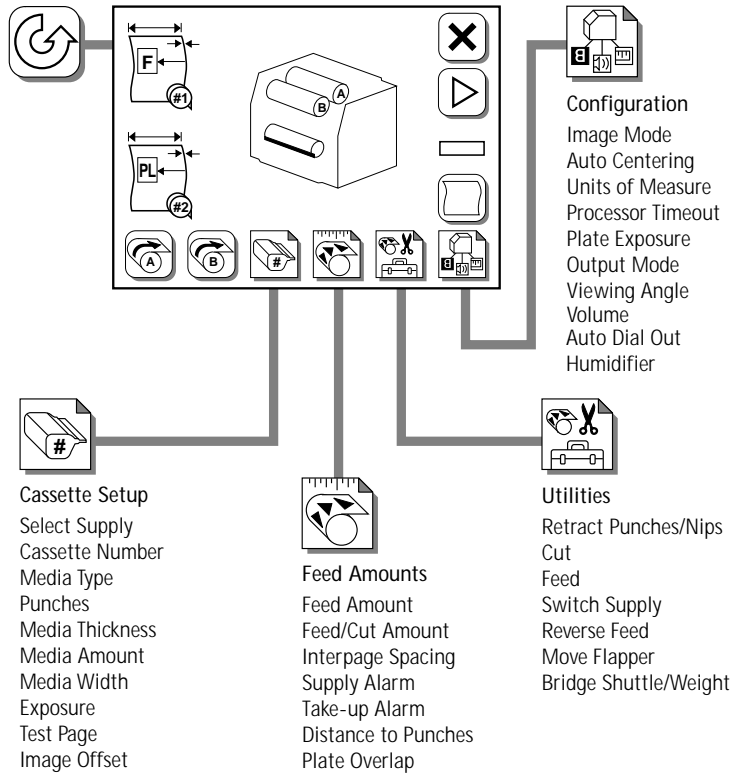 F
#1
PL
#2
A
B
A
B
#
B
Configuration
Image Mode
Auto Centering
Units of Measure
Processor Timeout
Plate Exposure
Output Mode
Viewing Angle
Volume
Auto Dial Out
Humidifier
B
#
Cassette Setup
Select Supply
Cassette Number
Media Type
Punches
Media Thickness
Media Amount
Media Width
Exposure
Test Page
Image Offset
Feed Amounts
Feed Amount
Feed/Cut Amount
Interpage Spacing
Supply Alarm
Take-up Alarm
Distance to Punches
Plate Overlap
Utilities
Retract Punches/Nips
Cut
Feed
Switch Supply
Reverse Feed
Move Flapper
Bridge Shuttle/Weight